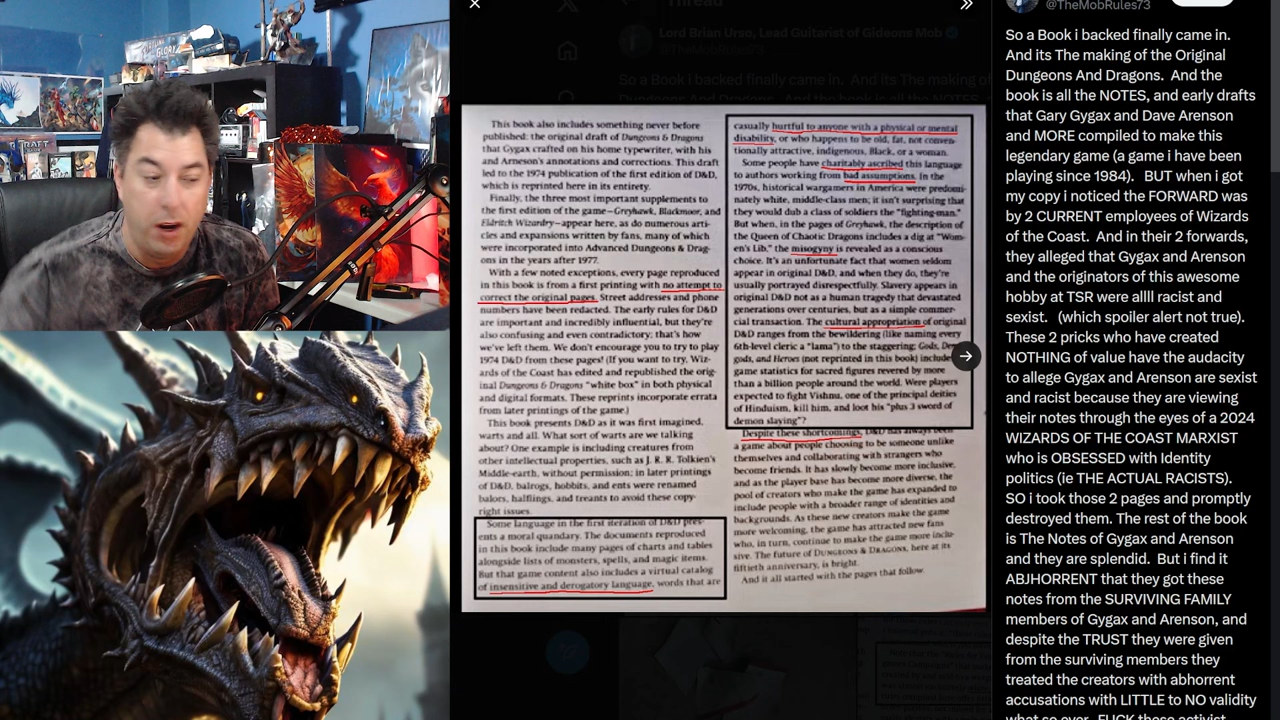 Thread
Lord Brian Urso, Lead Guitarist of Gideons Mob
@TheMobRules73
So a Book i backed finally came in. And its The making of
This book also includes something never before
published: the original draft of Dungeons & Dragons
that Gygax crafted on his home typewriter, with his
and Arneson's annotations and corrections. This draft
led to the 1974 publication of the first edition of D&D,
which is reprinted here in its entirety.
Finally, the three most important supplements to
the first edition of the game—Greyhawk, Blackmoor, and
Eldritch Wizardry—appear here, as do numerous arti-
cles and expansions written by fans, many of which
were incorporated into Advanced Dungeons & Drag-
ons in the years after 1977.
With a few noted exceptions, every page reproduced
in this book is from a first printing with no attempt to
correct the original pages. Street addresses and phone
numbers have been redacted. The early rules for D&D
are important and incredibly influential, but they're
also confusing and even contradictory; that's how
we've left them. We don't encourage you to try to play
1974 D&D from these pages! (If you want to try, Wiz-
ards of the Coast has edited and republished the orig-
inal Dungeons & Dragons "white box" in both physical
and digital formats. These reprints incorporate errata
from later printings of the game.)
This book presents D&D as it was first imagined,
warts and all. What sort of warts are we talking
about? One example is including creatures from
other intellectual properties, such as J. R. R. Tolkien's
Middle-earth, without permission; in later printings
of D&D, balrogs, hobbits, and ents were renamed
balors, halflings, and treants to avoid these copy-
right issues.
Some language in the first iteration of D&D pres-
ents a moral quandary. The documents reproduced
in this book include many pages of charts and tables
alongside lists of monsters, spells, and magic items.
But that game content also includes a virtual catalog
of insensitive and derogatory language, words that are
casually hurtful to anyone with a physical or mental
disability, or who happens to be old, fat, not conven-
tionally attractive, indigenous, Black, or a woman.
Some people have charitably ascribed this language
to authors working from bad assumptions. In the
1970s, historical wargamers in America were predomi-
nately white, middle-class men; it isn't surprising that
they would dub a class of soldiers the "fighting-man."
But when, in the pages of Greyhawk, the description of
the Queen of Chaotic Dragons includes a dig at "Wom-
en's Lib," the misogyny is revealed as a conscious
choice. It's an unfortunate fact that women seldom
appear in original D&D, and when they do, they're
usually portrayed disrespectfully. Slavery appears in
original D&D not as a human tragedy that devastated
generations over centuries, but as a simple commer-
cial transaction. The cultural appropriation of original
D&D ranges from the bewildering (like naming every
6th-level cleric a "lama") to the staggering; Gods, Demi-
gods, and Heroes (not reprinted in this book) includes
game statistics for sacred figures revered by more
than a billion people around the world. Were players
expected to fight Vishnu, one of the principal deities
of Hinduism, kill him, and loot his "plus 3 sword of
demon slaying"?
Despite these shortcomings, D&D has always been
a game about people choosing to be someone unlike
themselves and collaborating with strangers who
become friends. It has slowly become more inclusive,
and as the player base has become more diverse, the
pool of creators who make the game has expanded to
include people with a broader range of identities and
backgrounds. As these new creators make the game
more welcoming, the game has attracted new fans
who, in turn, continue to make the game more inclu-
sive. The future of DUNGEONS & DRAGONS, here at its
fiftieth anniversary, is bright.
And it all started with the pages that follow.
@TheMobRules73
So a Book i backed finally came in.
And its The making of the Original
Dungeons And Dragons. And the
book is all the NOTES, and early drafts
that Gary Gygax and Dave Arenson
and MORE compiled to make this
legendary game (a game i have been
playing since 1984). BUT when i got
my copy i noticed the FORWARD was
by 2 CURRENT employees of Wizards
of the Coast. And in their 2 forwards,
they alleged that Gygax and Arenson
and the originators of this awesome
hobby at TSR were allll racist and
sexist. (which spoiler alert not true).
These 2 pricks who have created
NOTHING of value have the audacity
to allege Gygax and Arenson are sexist
and racist because they are viewing
their notes through the eyes of a 2024
WIZARDS OF THE COAST MARXIST
who is OBSESSED with Identity
politics (ie THE ACTUAL RACISTS).
SO i took those 2 pages and promptly
destroyed them. The rest of the book
is The Notes of Gygax and Arenson
and they are splendid. But i find it
ABJHORRENT that they got these
notes from the SURVIVING FAMILY
members of Gygax and Arenson, and
despite the TRUST they were given
from the surviving members they
treated the creators with abhorrent
accusations with LITTLE to NO validity
what so ever. FUCK these activist